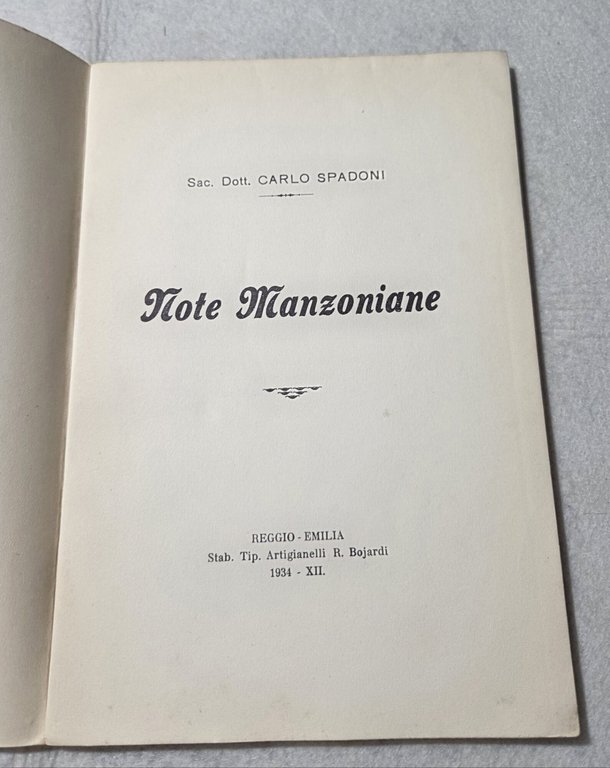 Sac. Dott. CARLO SPADONI
Note Manzoniane
REGGIO - EMILIA
Stab. Tip. Artigianelli R. Bojardi
1934 - XII.